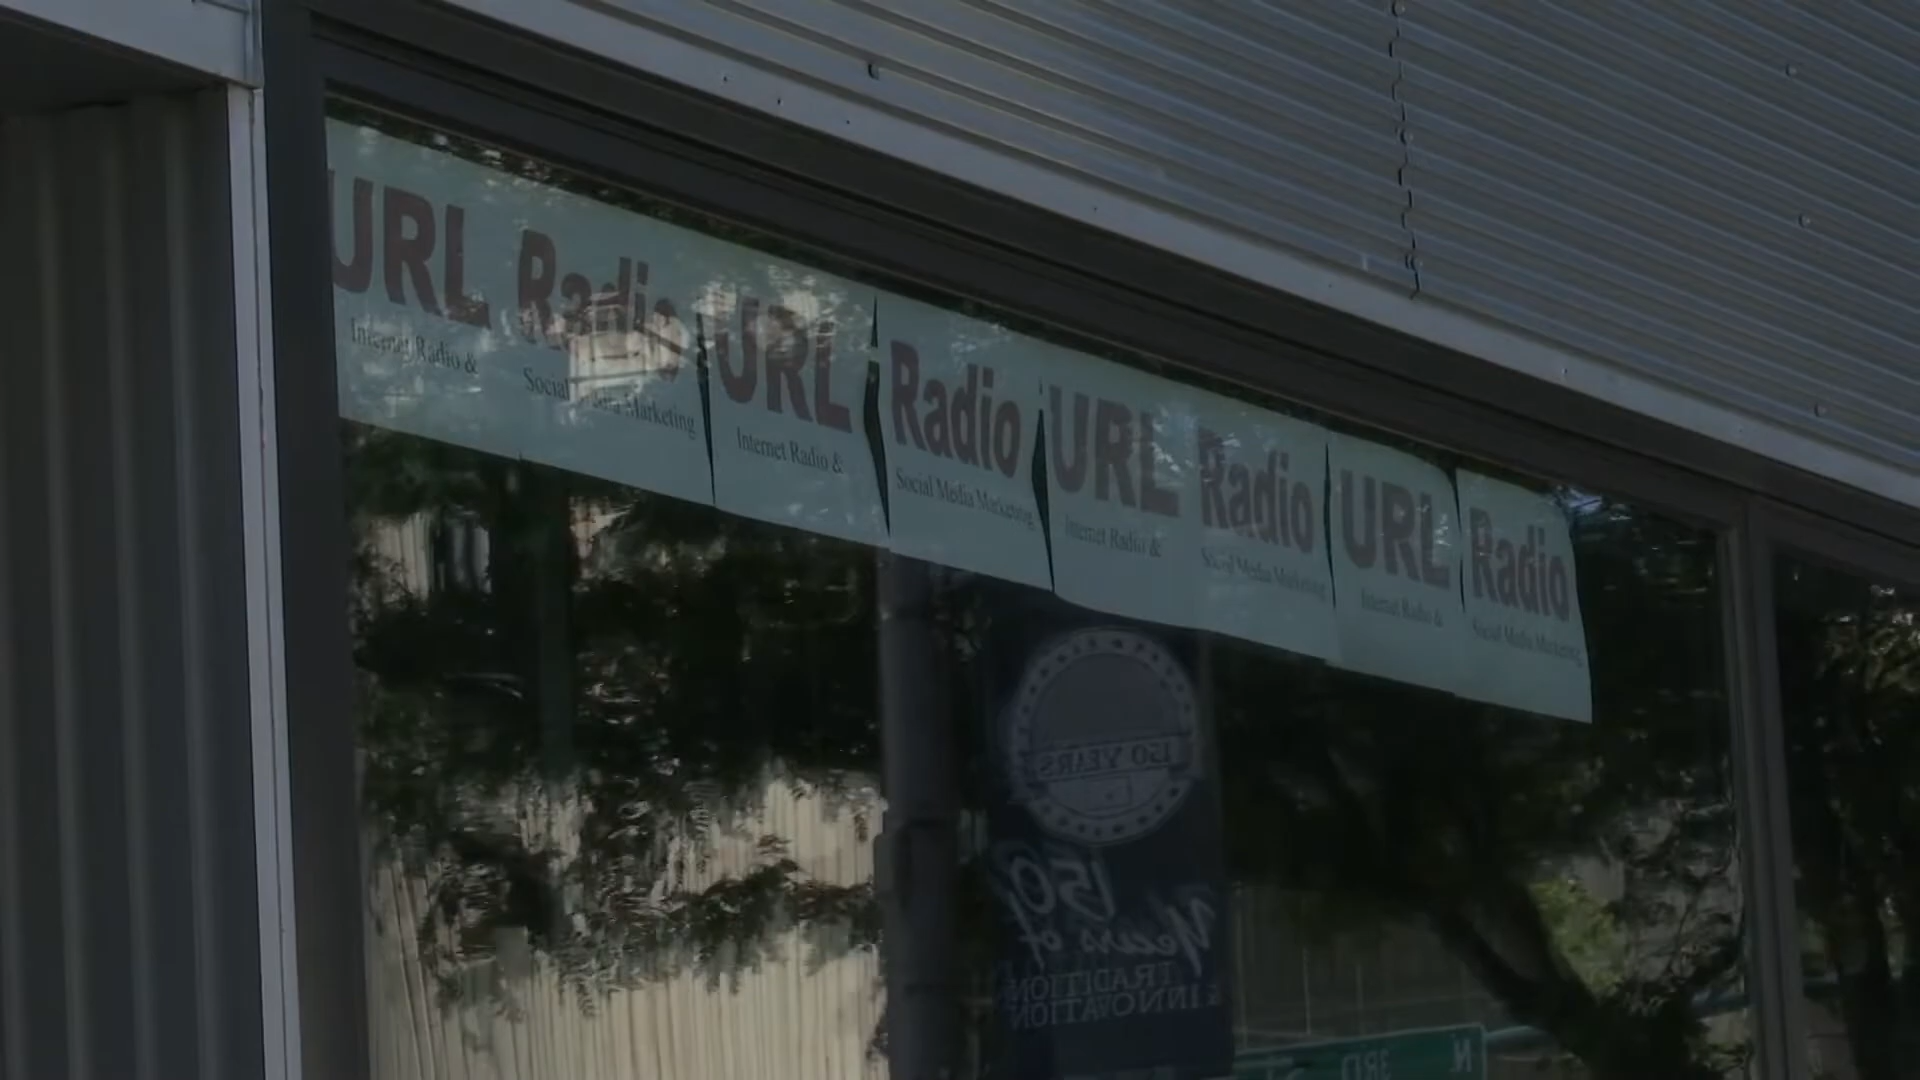 URL Radio URL Radio URL Radio URL Radio
Internet Radio & Social Media Marketing Internet Radio & Social Media Marketing Internet Radio & Social Media Marketing Internet Radio & Social Media Marketing
150 YEARS
150
Years of
TRADITION
& INNOVATION
N. 3RD